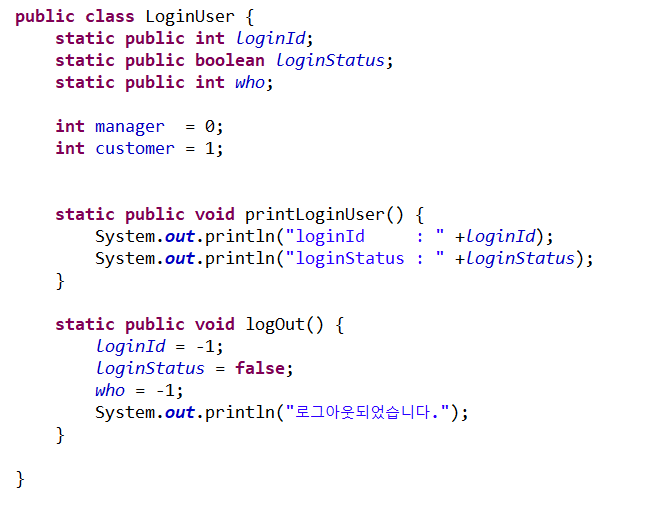 public class LoginUser {
    static public int loginId;
    static public boolean loginStatus;
    static public int who;

    int manager  = 0;
    int customer = 1;


    static public void printLoginUser() {
        System.out.println("loginId     : " +loginId);
        System.out.println("loginStatus : " +loginStatus);
    }

    static public void logOut() {
        loginId = -1;
        loginStatus = false;
        who = -1;
        System.out.println("로그아웃되었습니다.");
    }

}